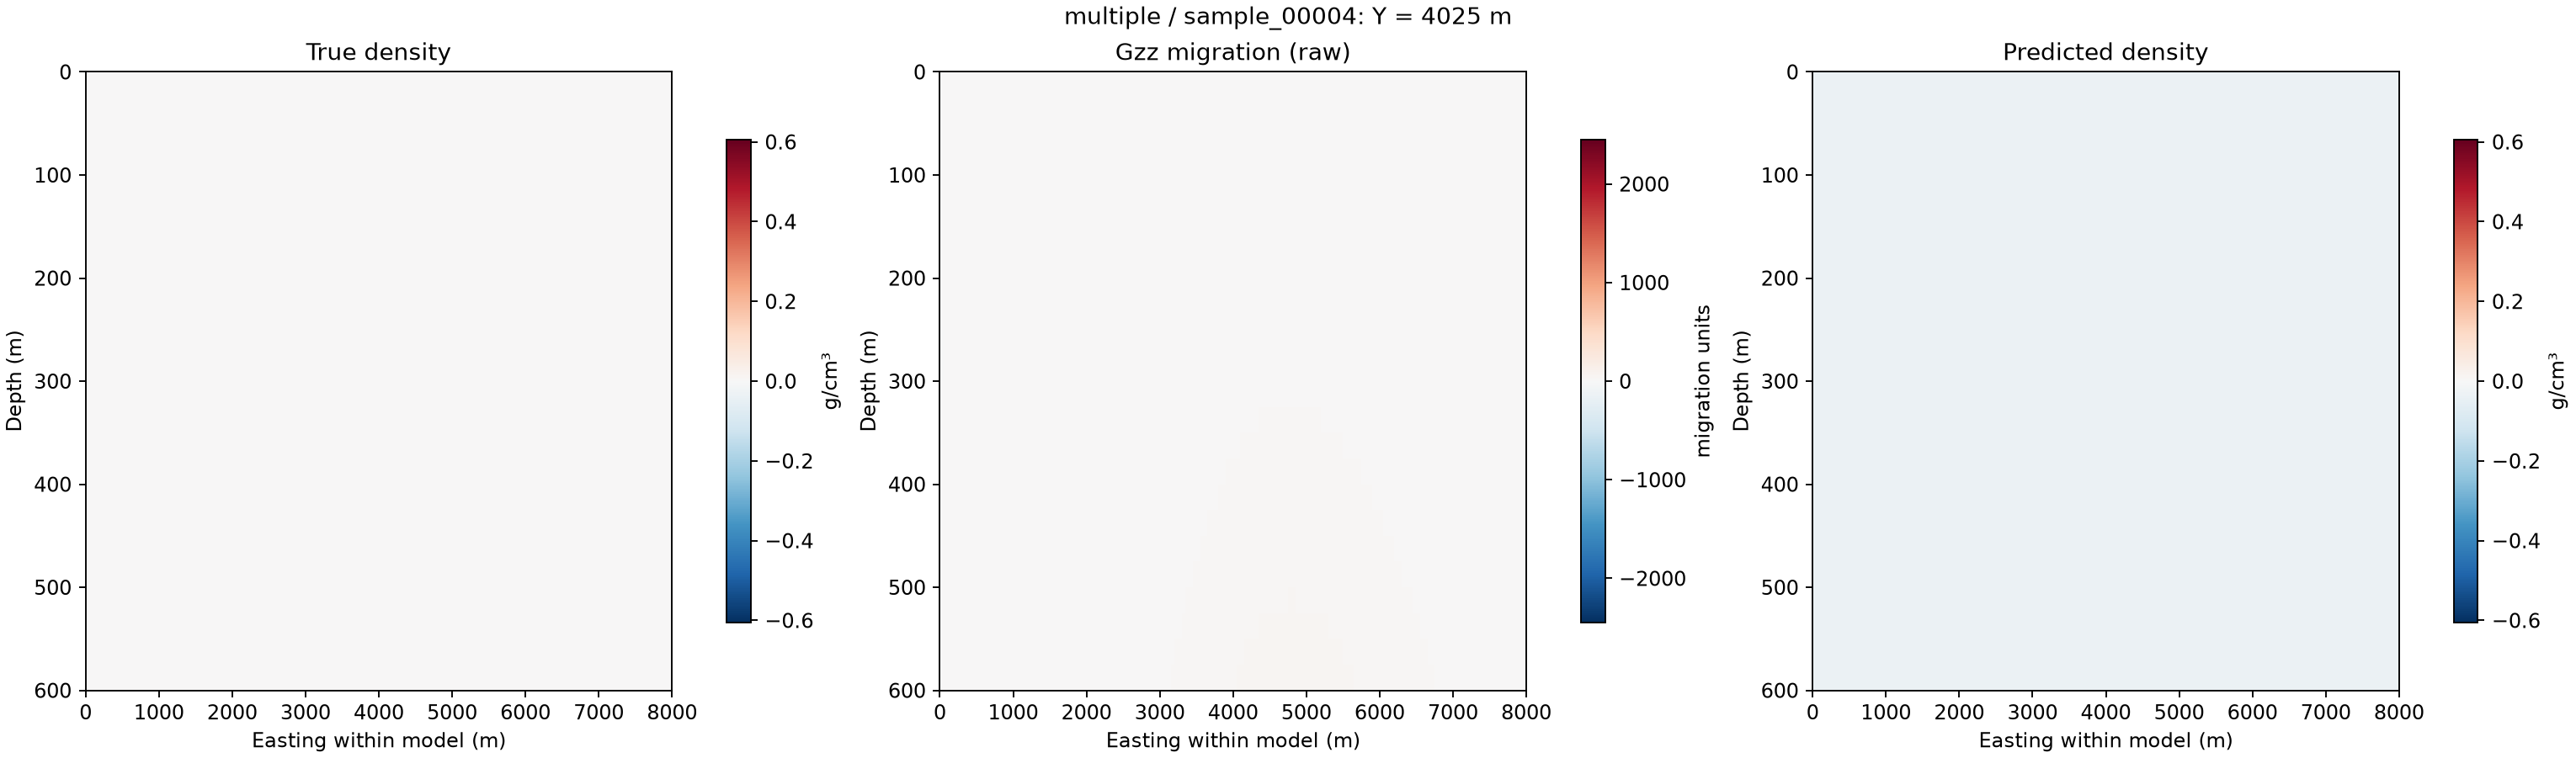 multiple / sample_00004: Y = 4025 m
True density
0
100
200
300
400
500
600
Depth (m)
0 1000 2000 3000 4000 5000 6000 7000 8000
Easting within model (m)
0.6
0.4
0.2
0.0
−0.2
−0.4
−0.6
g/cm³
Gzz migration (raw)
0
100
200
300
400
500
600
Depth (m)
0 1000 2000 3000 4000 5000 6000 7000 8000
Easting within model (m)
2000
1000
0
−1000
−2000
migration units
Predicted density
0
100
200
300
400
500
600
Depth (m)
0 1000 2000 3000 4000 5000 6000 7000 8000
Easting within model (m)
0.6
0.4
0.2
0.0
−0.2
−0.4
−0.6
g/cm³